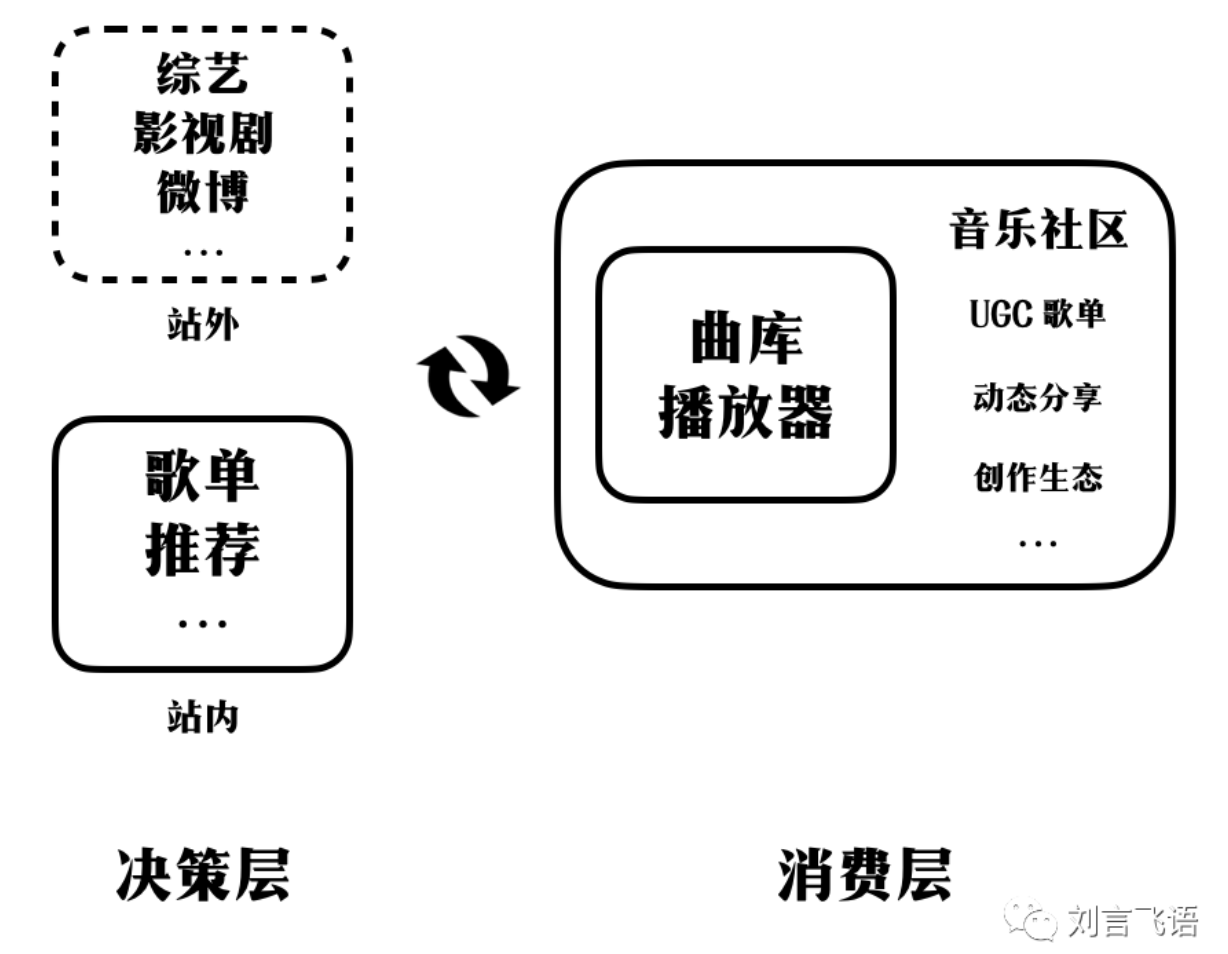 综艺
影视剧
微博
...
站外
歌单
推荐
...
站内
决策层
音乐社区
曲库
播放器
UGC 歌单
动态分享
创作生态
...
消费层
刘言飞语